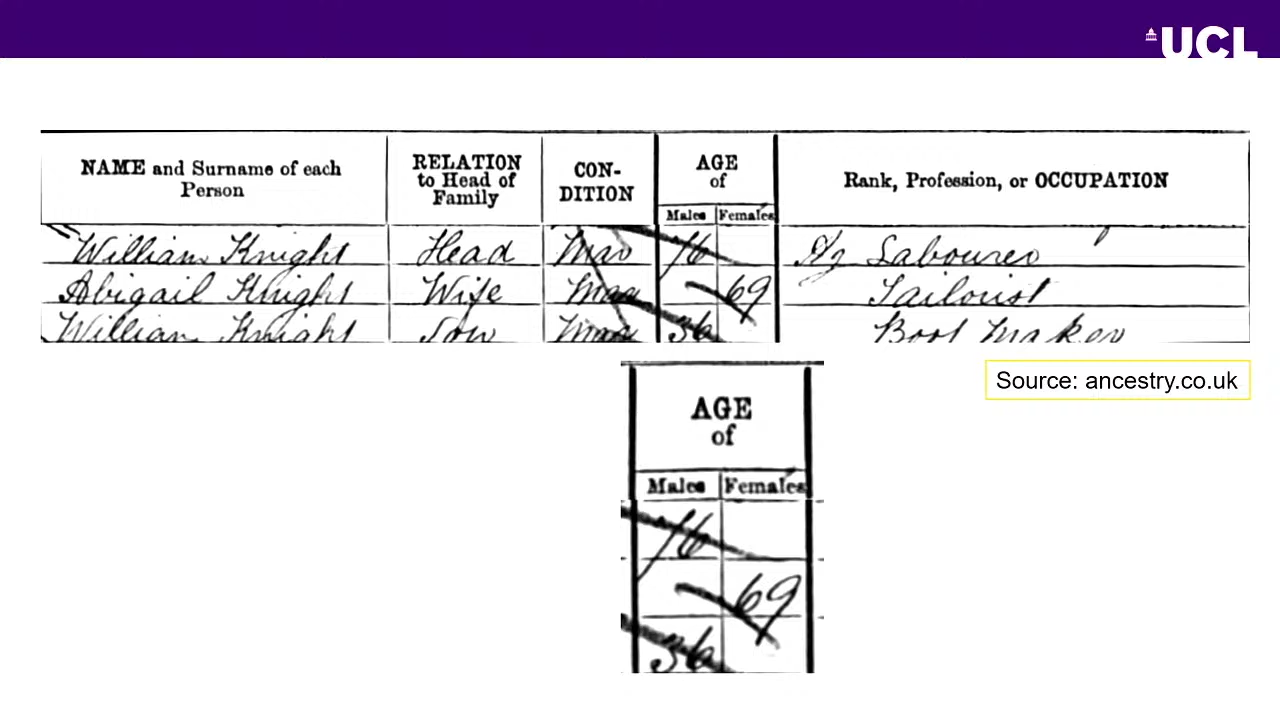 UCL
NAME and Surname of each Person
RELATION to Head of Family
CON-DITION
AGE of
Males Females
Rank, Profession, or OCCUPATION
William Knight Head Mar 76 Ag Labourer
Abigail Knight Wife Mar 69 Tailorist
William Knight Son Mar 36 Boot Maker
Source: ancestry.co.uk
AGE
of
Males Females
76
69
36